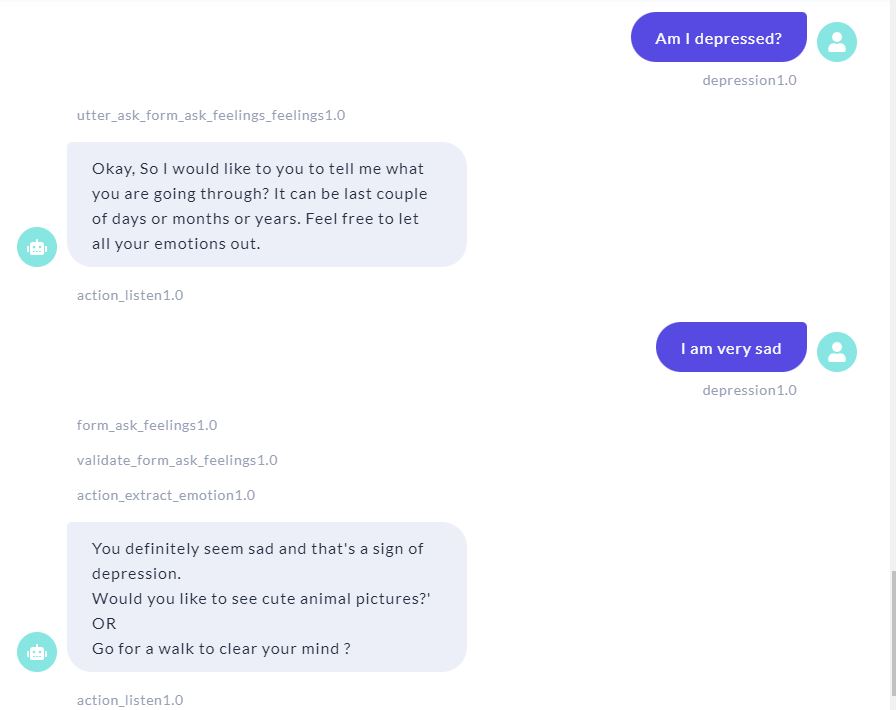 Am I depressed?
depression1.0
utter_ask_form_ask_feelings_feelings1.0
Okay, So I would like to you to tell me what
you are going through? It can be last couple
of days or months or years. Feel free to let
all your emotions out.
action_listen1.0
I am very sad
depression1.0
form_ask_feelings1.0
validate_form_ask_feelings1.0
action_extract_emotion1.0
You definitely seem sad and that's a sign of
depression.
Would you like to see cute animal pictures?'
OR
Go for a walk to clear your mind ?
action_listen1.0